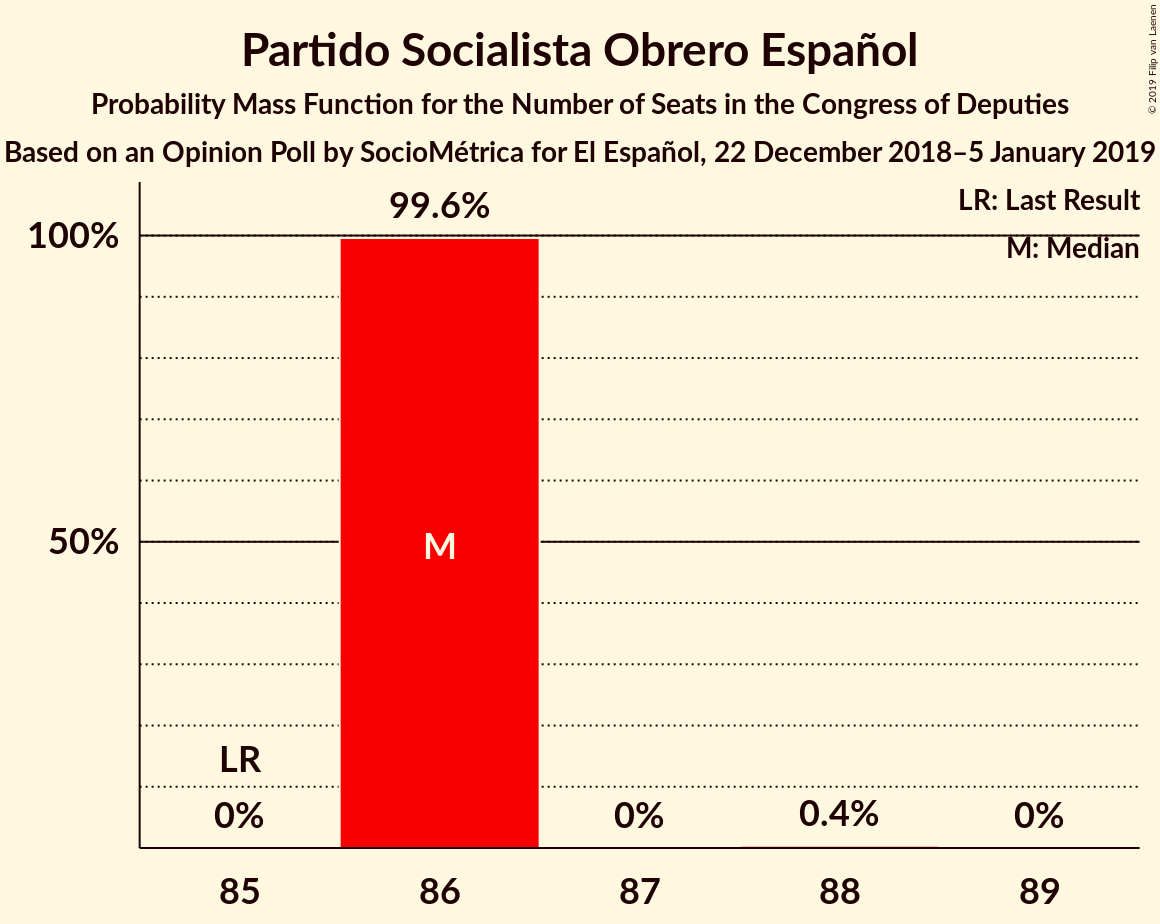 Partido Socialista Obrero Español
Probability Mass Function for the Number of Seats in the Congress of Deputies
Based on an Opinion Poll by SocioMétrica for El Español, 22 December 2018–5 January 2019
© 2019 Filip van Laenen
LR: Last Result
M: Median
99.6%
100%
50%
M
LR
0%
0%
0.4%
0%
85
86
87
88
89